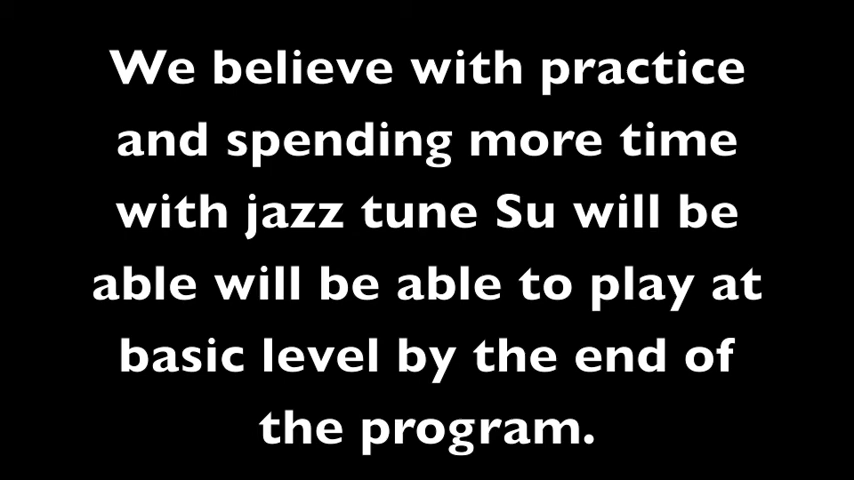 We believe with practice
and spending more time
with jazz tune Su will be
able will be able to play at
basic level by the end of
the program.